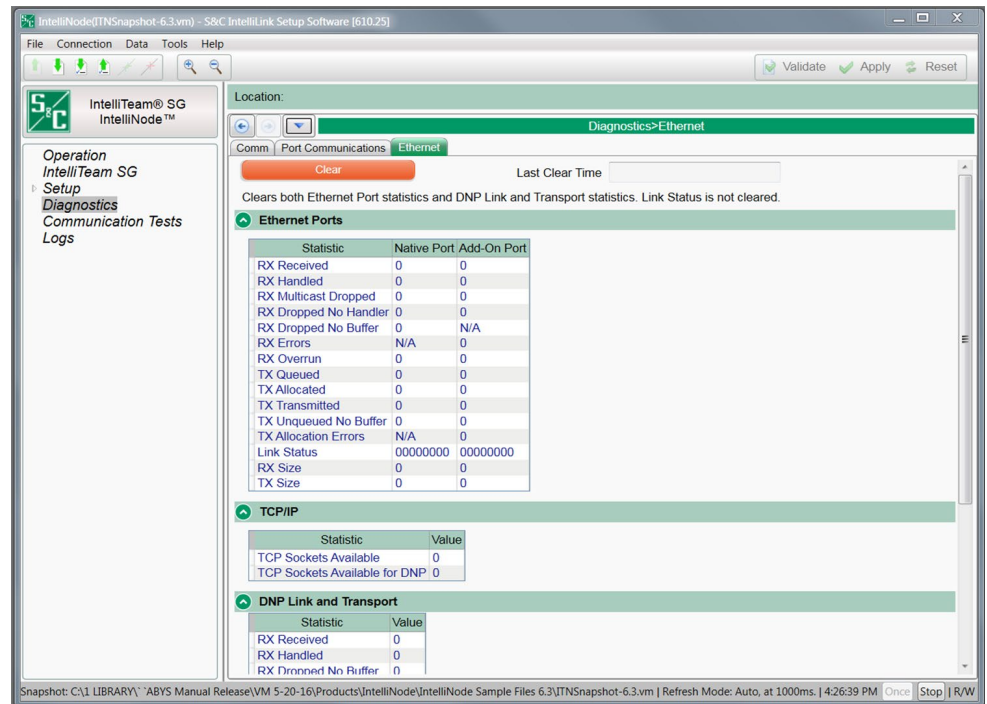 IntelliNode(ITNSnapshot-6.3.vm) - S&C IntelliLink Setup Software [610.25]
File Connection Data Tools Help
Validate Apply Reset
S&C
IntelliTeam® SG
IntelliNode™
Operation
IntelliTeam SG
Setup
Diagnostics
Communication Tests
Logs
Location:
Diagnostics>Ethernet
Comm Port Communications Ethernet
Clear Last Clear Time
Clears both Ethernet Port statistics and DNP Link and Transport statistics. Link Status is not cleared.
Ethernet Ports
Statistic Native Port Add-On Port
RX Received 0 0
RX Handled 0 0
RX Multicast Dropped 0 0
RX Dropped No Handler 0 0
RX Dropped No Buffer 0 N/A
RX Errors N/A 0
RX Overrun 0 0
TX Queued 0 0
TX Allocated 0 0
TX Transmitted 0 0
TX Unqueued No Buffer 0 0
TX Allocation Errors N/A 0
Link Status 00000000 00000000
RX Size 0 0
TX Size 0 0
TCP/IP
Statistic Value
TCP Sockets Available 0
TCP Sockets Available for DNP 0
DNP Link and Transport
Statistic Value
RX Received 0
RX Handled 0
RX Dropped No Buffer 0
Snapshot: C:\1 LIBRARY\` `ABYS Manual Release\VM 5-20-16\Products\IntelliNode\IntelliNode Sample Files 6.3\ITNSnapshot-6.3.vm | Refresh Mode: Auto, at 1000ms. | 4:26:39 PM Once Stop | R/W